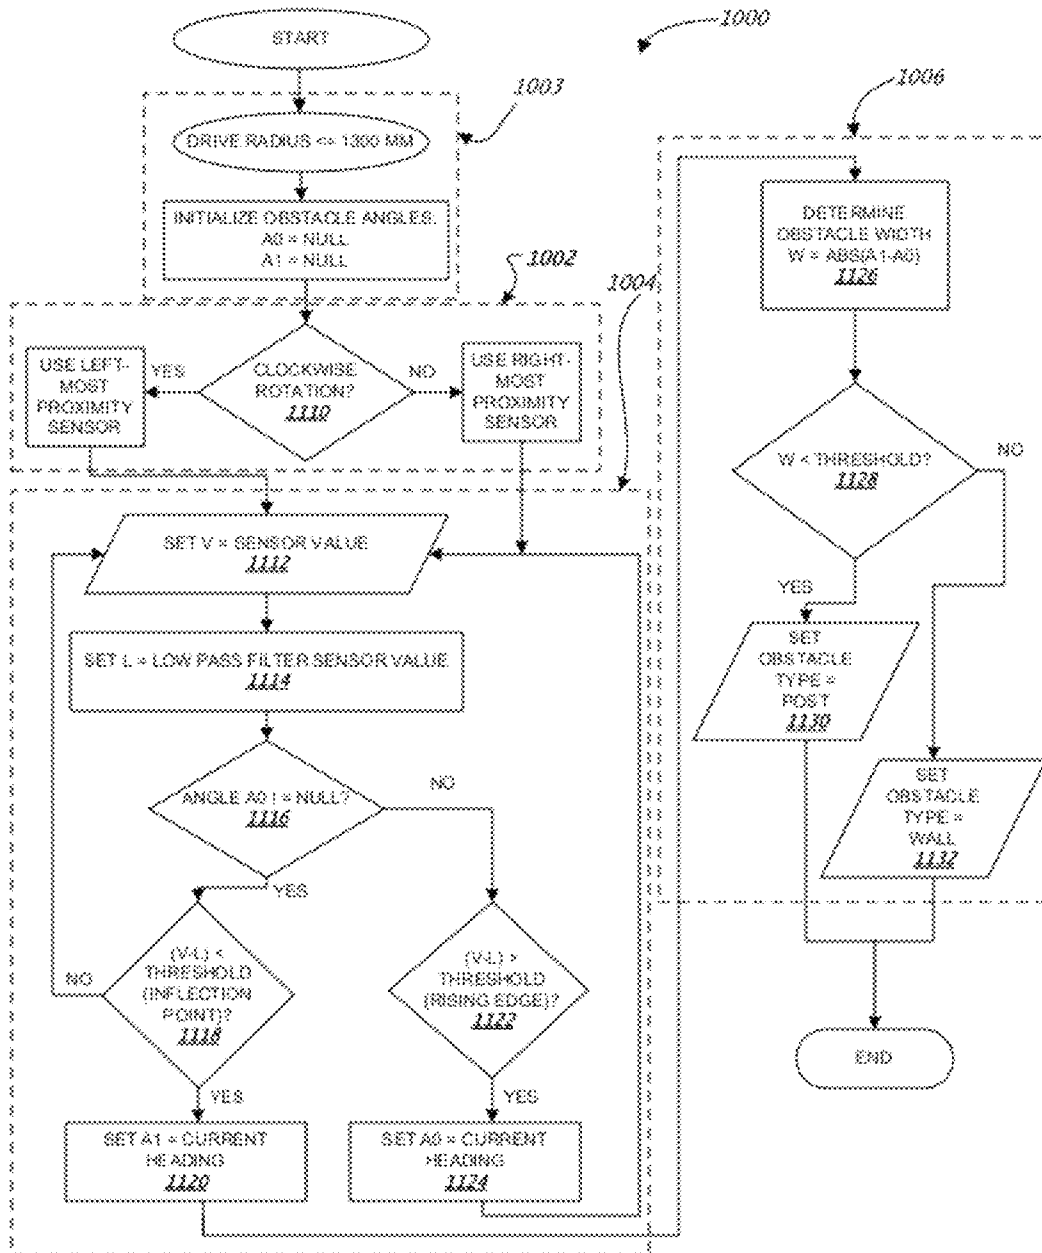 START
1000
1003
DRIVE RADIUS <= 1300 MM
INITIALIZE OBSTACLE ANGLES:
A0 = NULL
A1 = NULL
1002
CLOCKWISE
ROTATION?
1110
YES
NO
USE LEFT-
MOST
PROXIMITY
SENSOR
USE RIGHT-
MOST
PROXIMITY
SENSOR
1004
SET V = SENSOR VALUE
1112
SET L = LOW PASS FILTER SENSOR VALUE
1114
ANGLE A0 != NULL?
1116
NO
YES
(V-L) <
THRESHOLD
(INFLECTION
POINT)?
1118
NO
YES
(V-L) >
THRESHOLD
(RISING EDGE)?
1122
YES
SET A1 = CURRENT
HEADING
1120
SET A0 = CURRENT
HEADING
1124
1006
DETERMINE
OBSTACLE WIDTH
W = ABS(A1-A0)
1126
W < THRESHOLD?
1128
NO
YES
SET
OBSTACLE
TYPE =
POST
1130
SET
OBSTACLE
TYPE =
WALL
1132
END